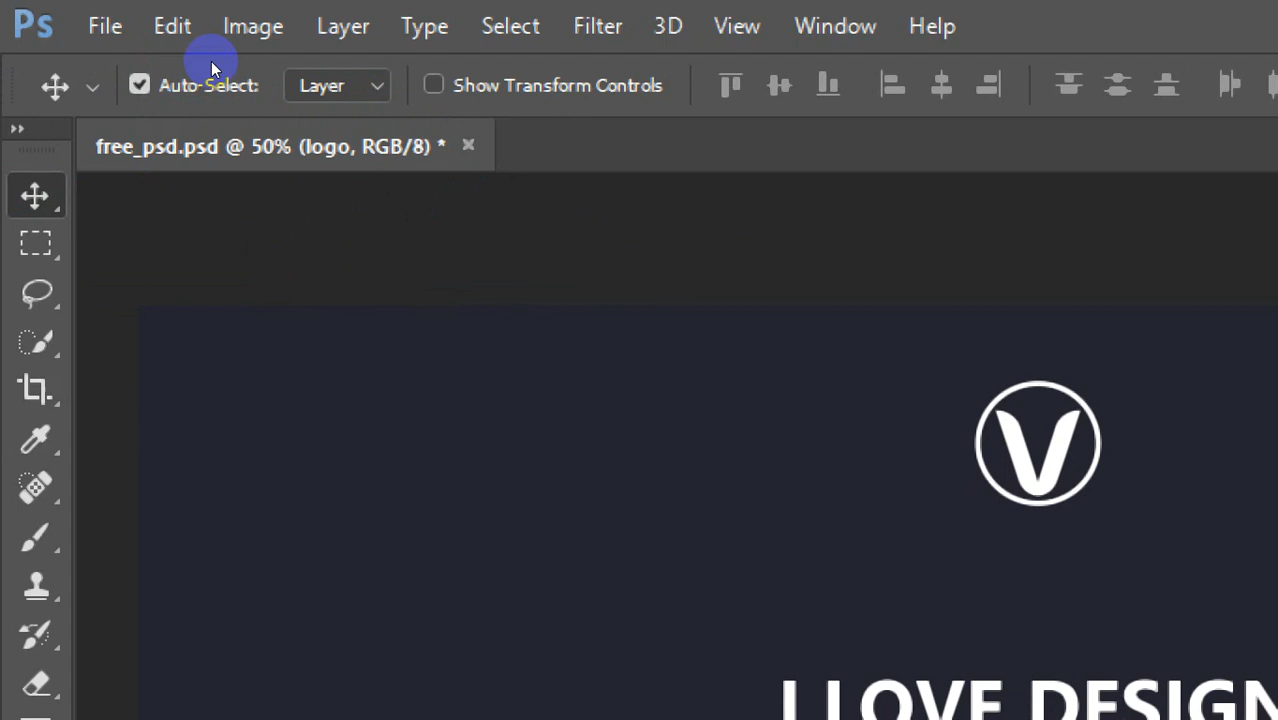 Ps File Edit Image Layer Type Select Filter 3D View Window Help
Auto-Select: Layer Show Transform Controls
free_psd.psd @ 50% (logo, RGB/8) *
V
I LOVE DESIGN